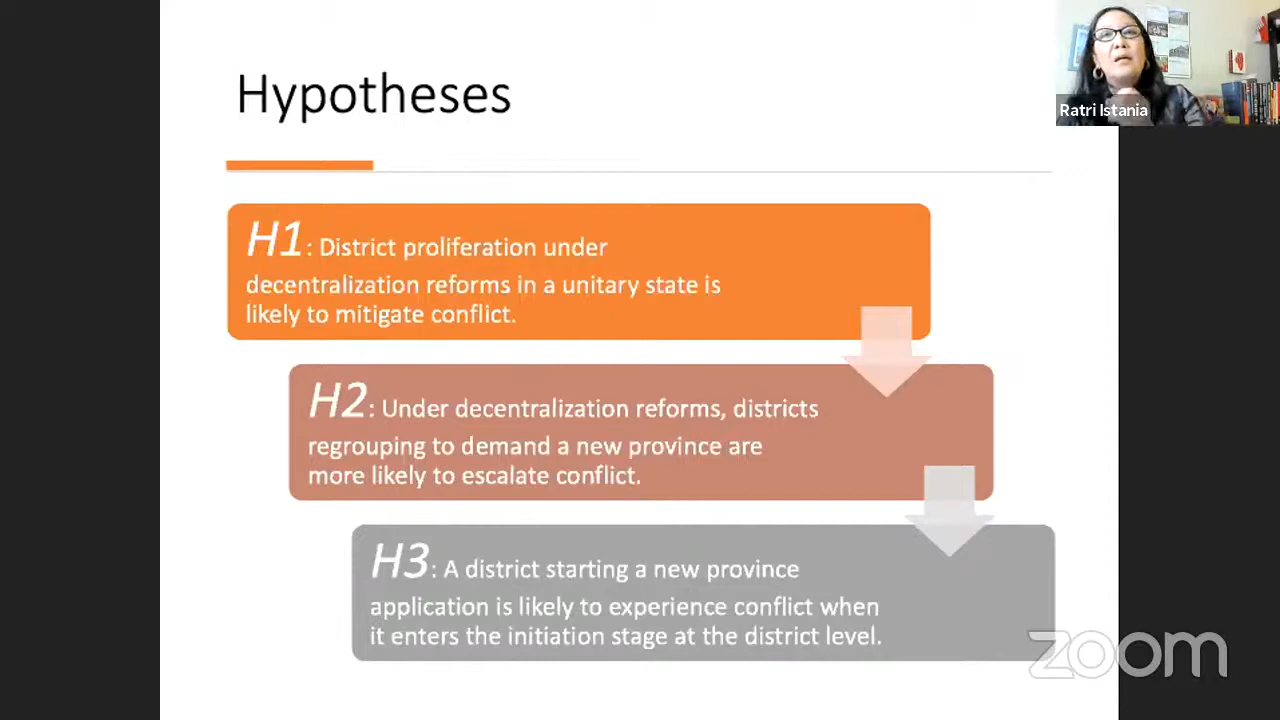 Hypotheses
Ratri Istania
H1: District proliferation under
decentralization reforms in a unitary state is
likely to mitigate conflict.
H2: Under decentralization reforms, districts
regrouping to demand a new province are
more likely to escalate conflict.
H3: A district starting a new province
application is likely to experience conflict when
it enters the initiation stage at the district level.
zoom